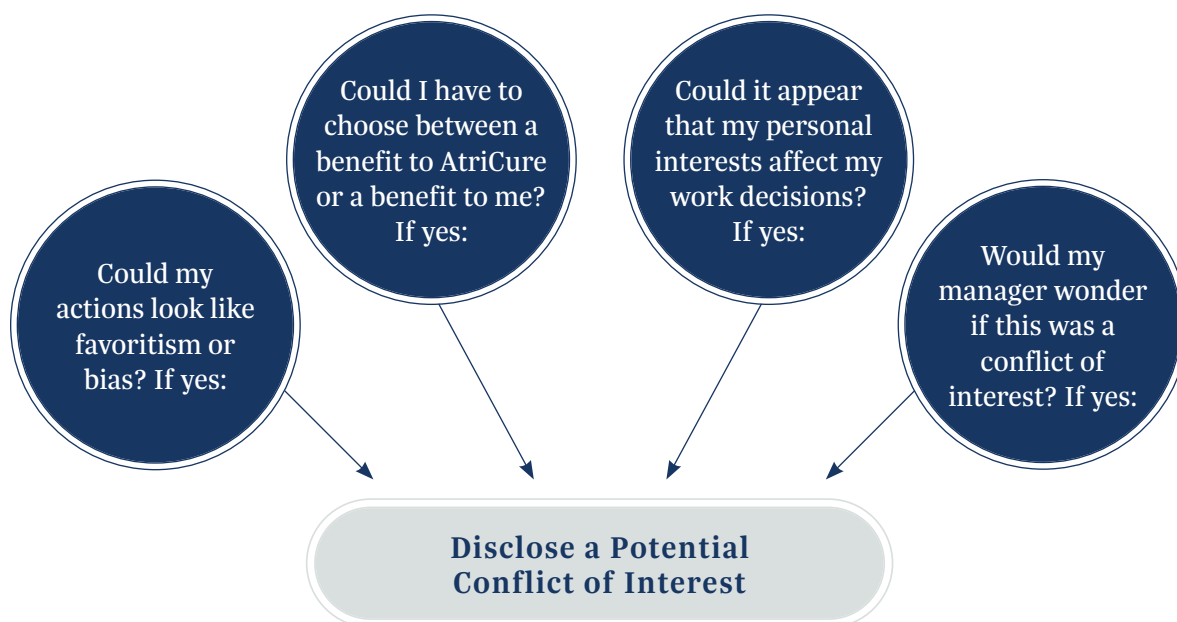 Could my
actions look like
favoritism or
bias? If yes:
Could I have to
choose between a
benefit to AtriCure
or a benefit to me?
If yes:
Could it appear
that my personal
interests affect my
work decisions?
If yes:
Would my
manager wonder
if this was a
conflict of
interest? If yes:
Disclose a Potential
Conflict of Interest